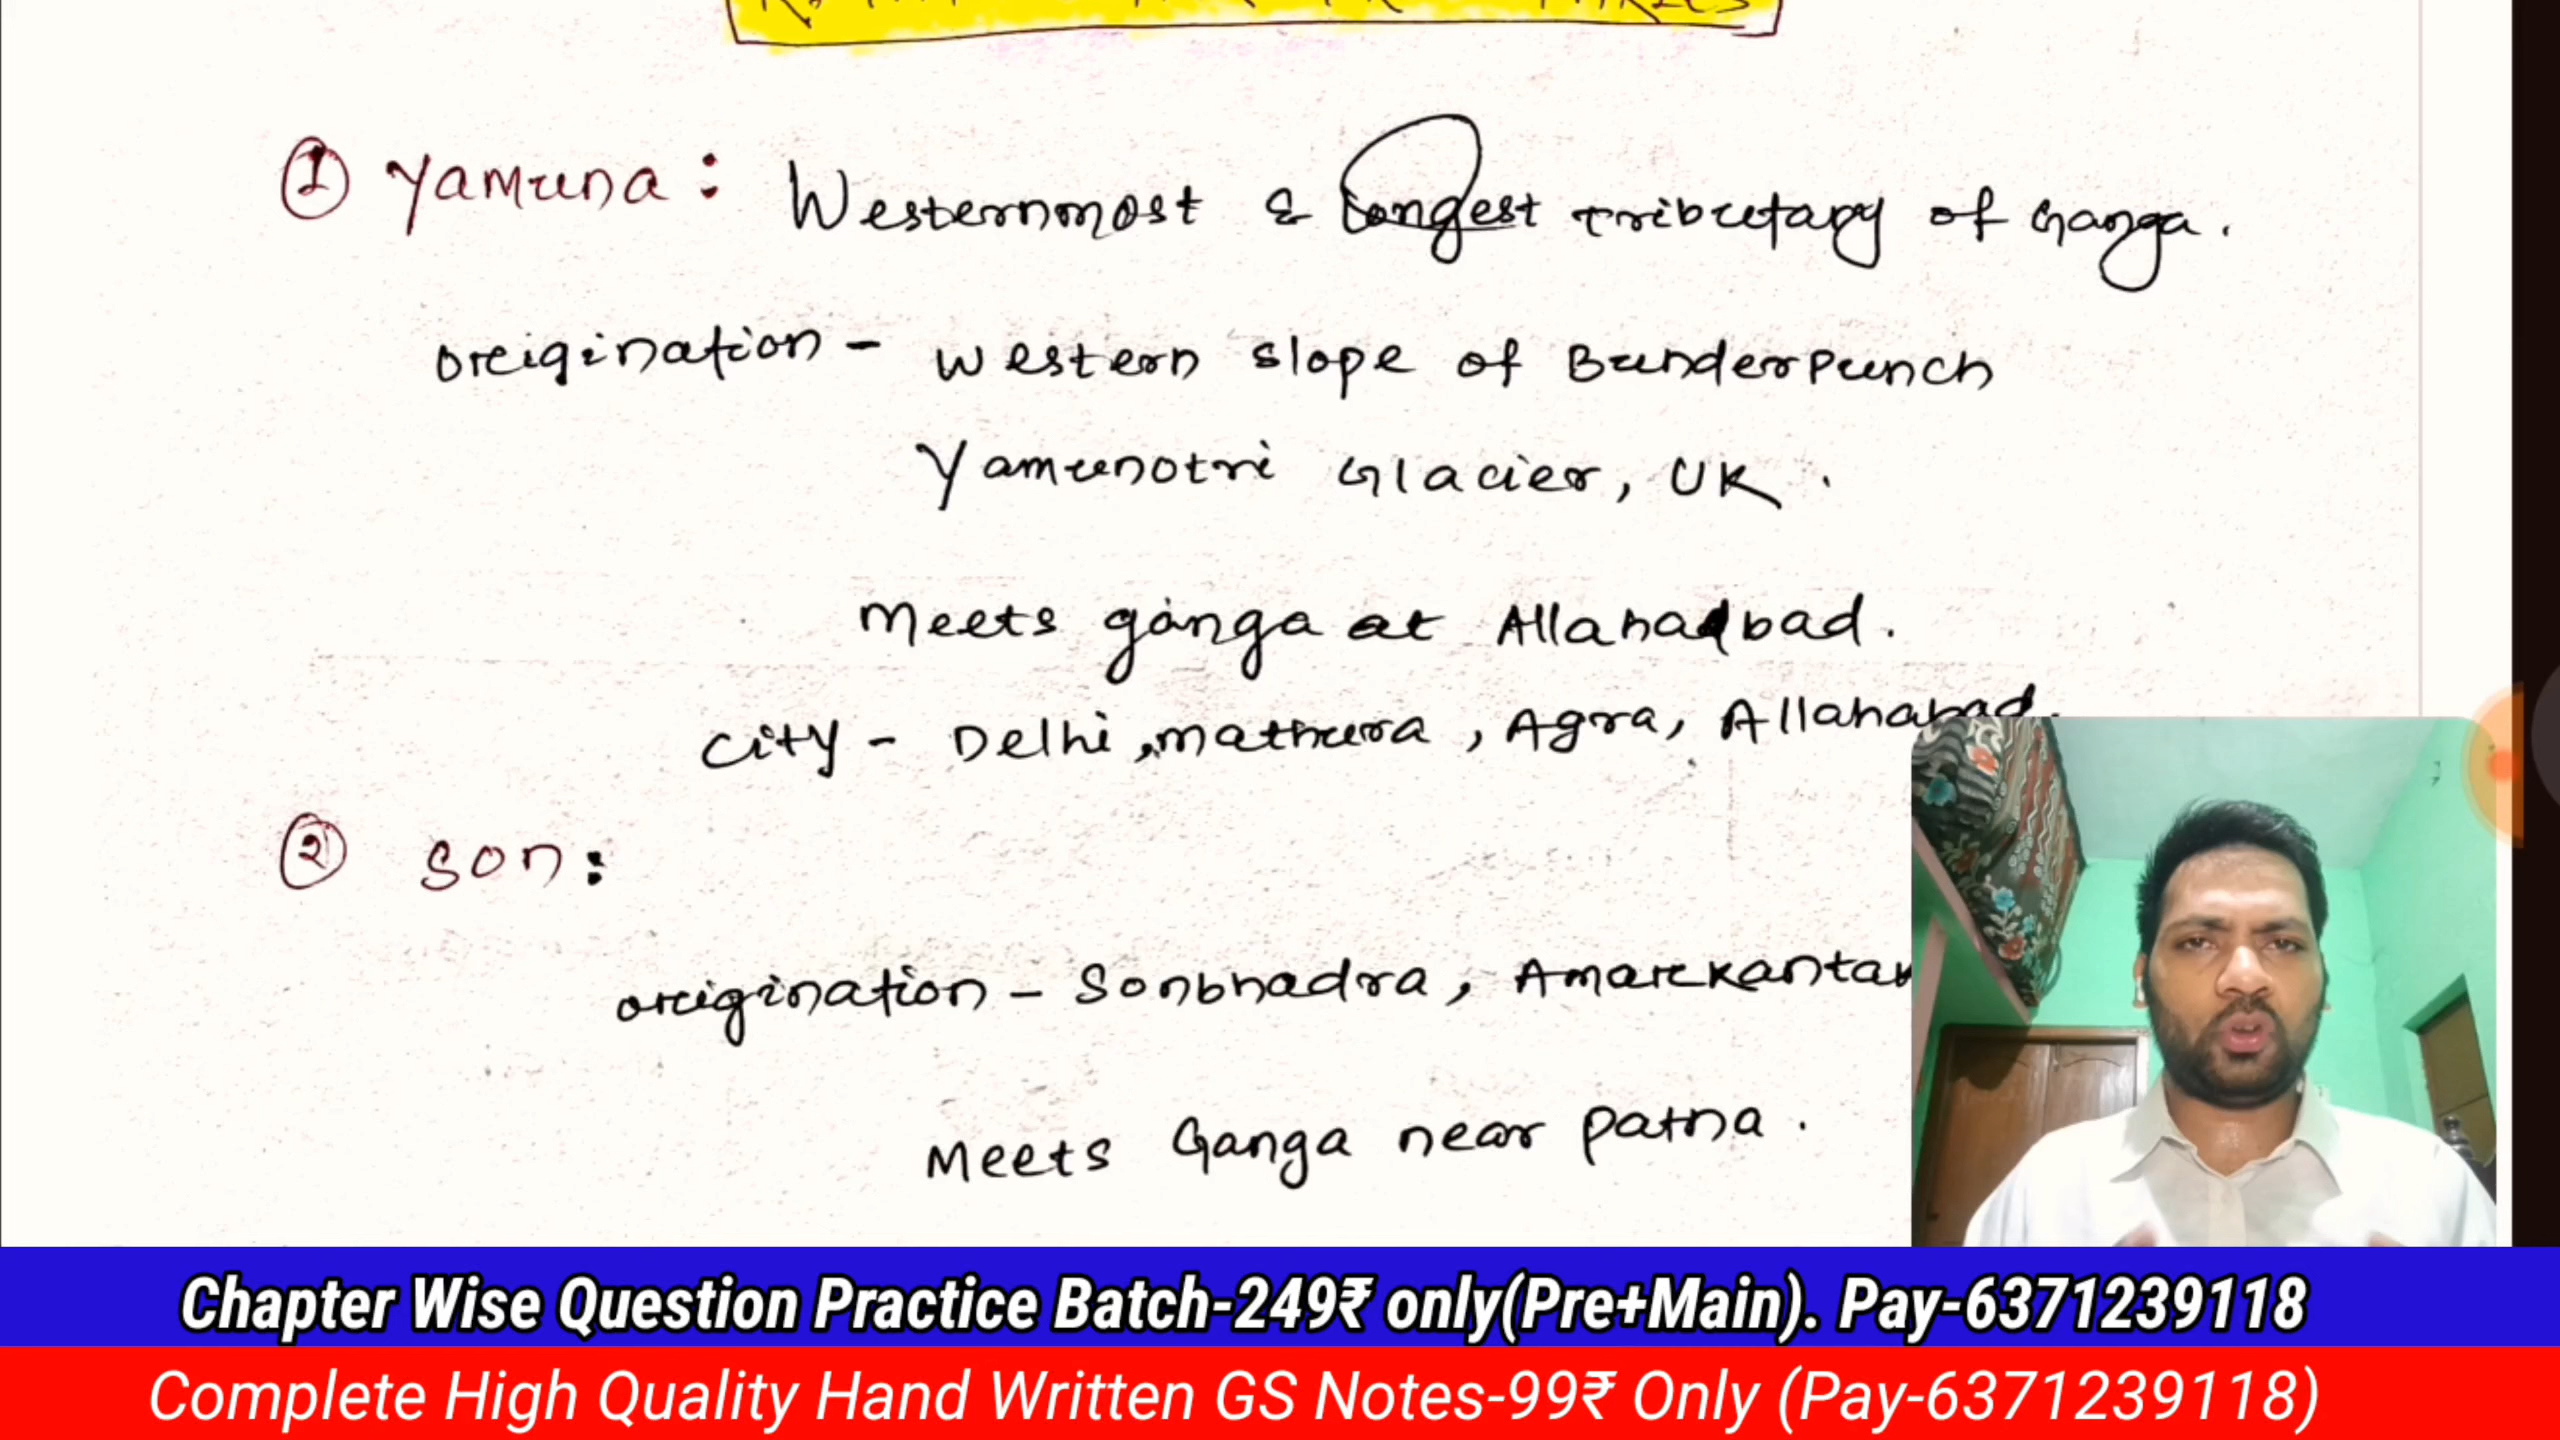 ① Yamuna: Westernmost & longest tributary of Ganga.
origination - Western slope of Bunderpunch
Yamunotri Glacier, UK.
Meets ganga at Allahadbad.
City - Delhi, mathura, Agra, Allahabad.
② Son:
origination - Sonbhadra,
Meets Ganga near patna.
Chapter Wise Question Practice Batch-249₹ only(Pre+Main). Pay-6371239118
Complete High Quality Hand Written GS Notes-99₹ Only (Pay-6371239118)